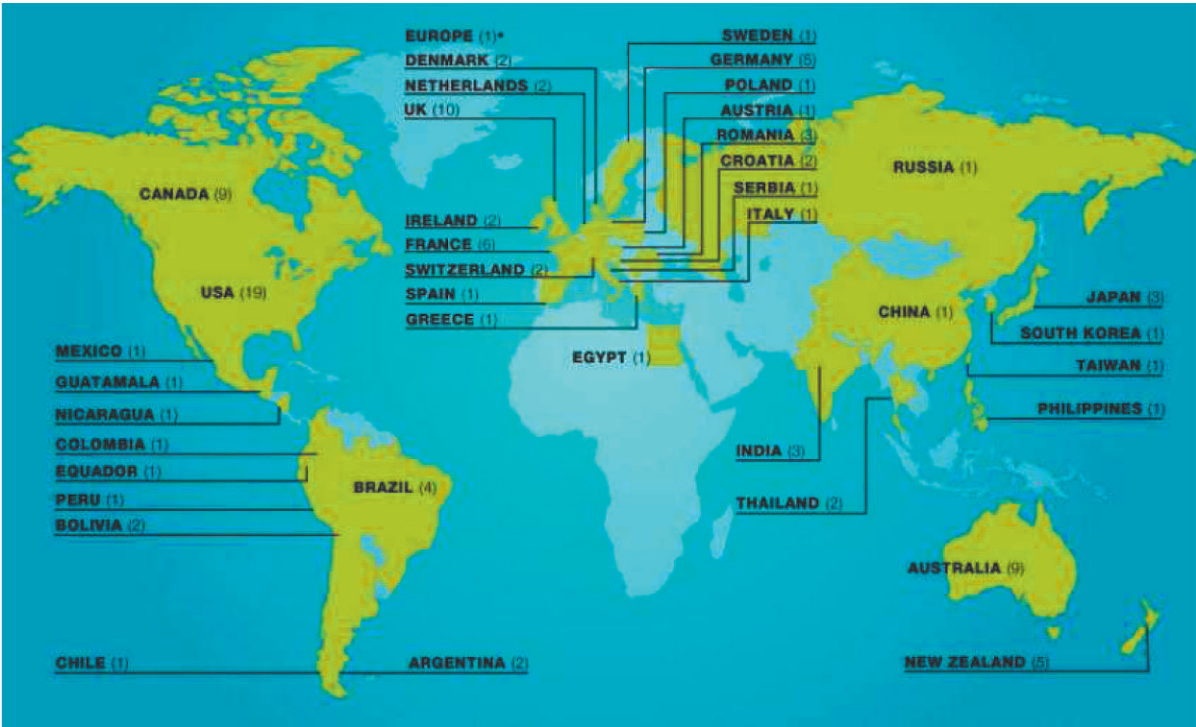 EUROPE (1)*
DENMARK (2)
NETHERLANDS (2)
UK (10)
SWEDEN (1)
GERMANY (5)
POLAND (1)
AUSTRIA (1)
ROMANIA (3)
CROATIA (2)
SERBIA (1)
ITALY (1)
RUSSIA (1)
CANADA (9)
IRELAND (2)
FRANCE (6)
SWITZERLAND (2)
SPAIN (1)
GREECE (1)
USA (19)
CHINA (1)
JAPAN (3)
SOUTH KOREA (1)
TAIWAN (1)
PHILIPPINES (1)
MEXICO (1)
GUATAMALA (1)
NICARAGUA (1)
COLOMBIA (1)
EQUADOR (1)
PERU (1)
BOLIVIA (2)
EGYPT (1)
BRAZIL (4)
INDIA (3)
THAILAND (2)
AUSTRALIA (9)
CHILE (1)
ARGENTINA (2)
NEW ZEALAND (5)